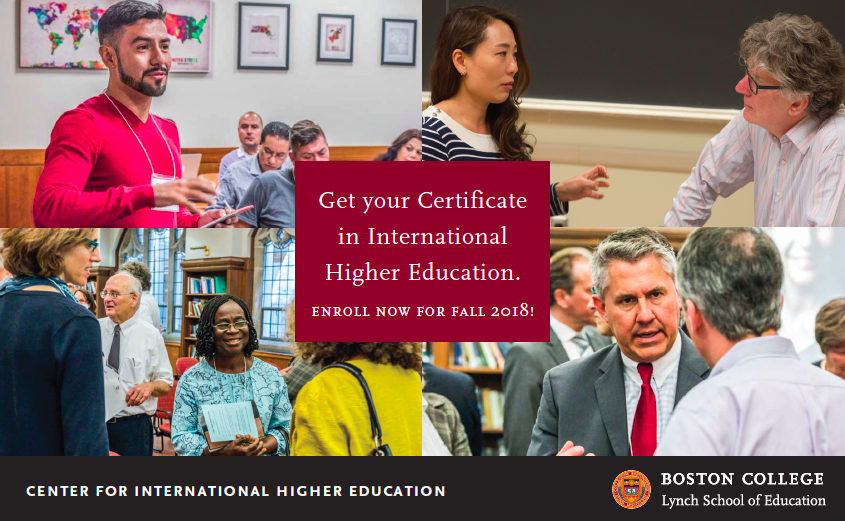 Get your Certificate
in International
Higher Education.
ENROLL NOW FOR FALL 2018!
CENTER FOR INTERNATIONAL HIGHER EDUCATION
BOSTON COLLEGE
Lynch School of Education